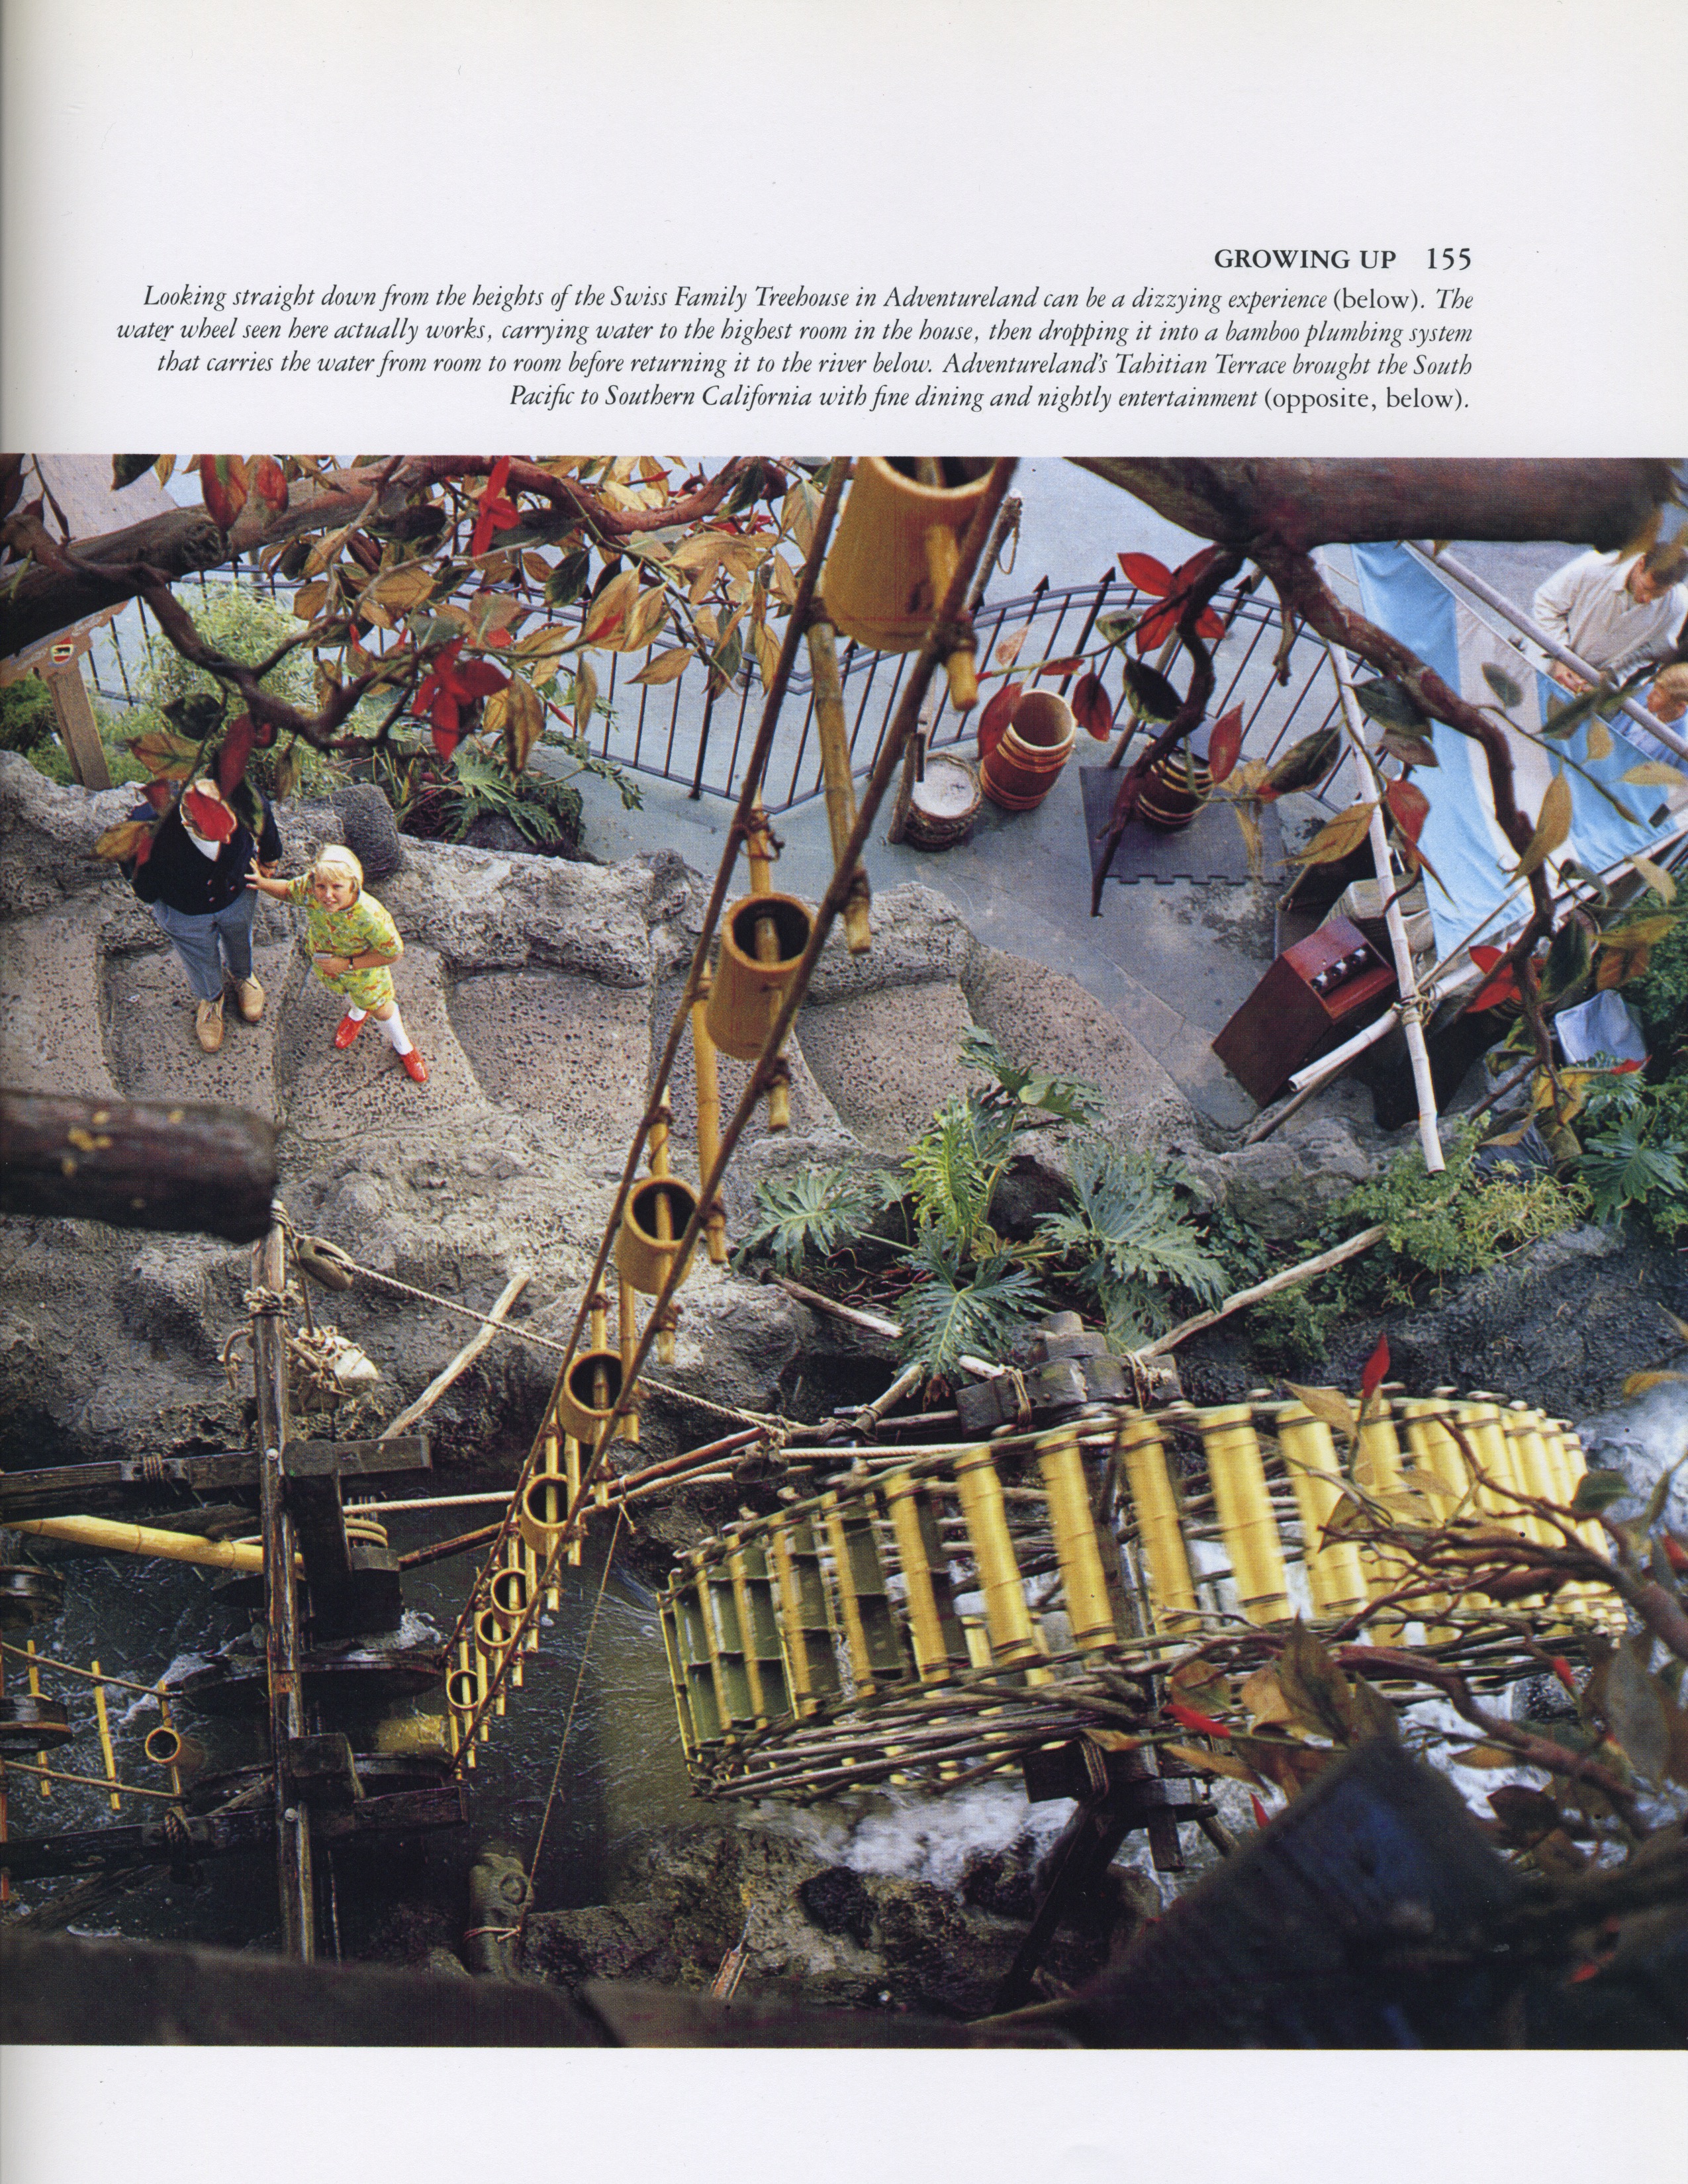 GROWING UP 155
Looking straight down from the heights of the Swiss Family Treehouse in Adventureland can be a dizzying experience (below). The
water wheel seen here actually works, carrying water to the highest room in the house, then dropping it into a bamboo plumbing system
that carries the water from room to room before returning it to the river below. Adventureland's Tahitian Terrace brought the South
Pacific to Southern California with fine dining and nightly entertainment (opposite, below).